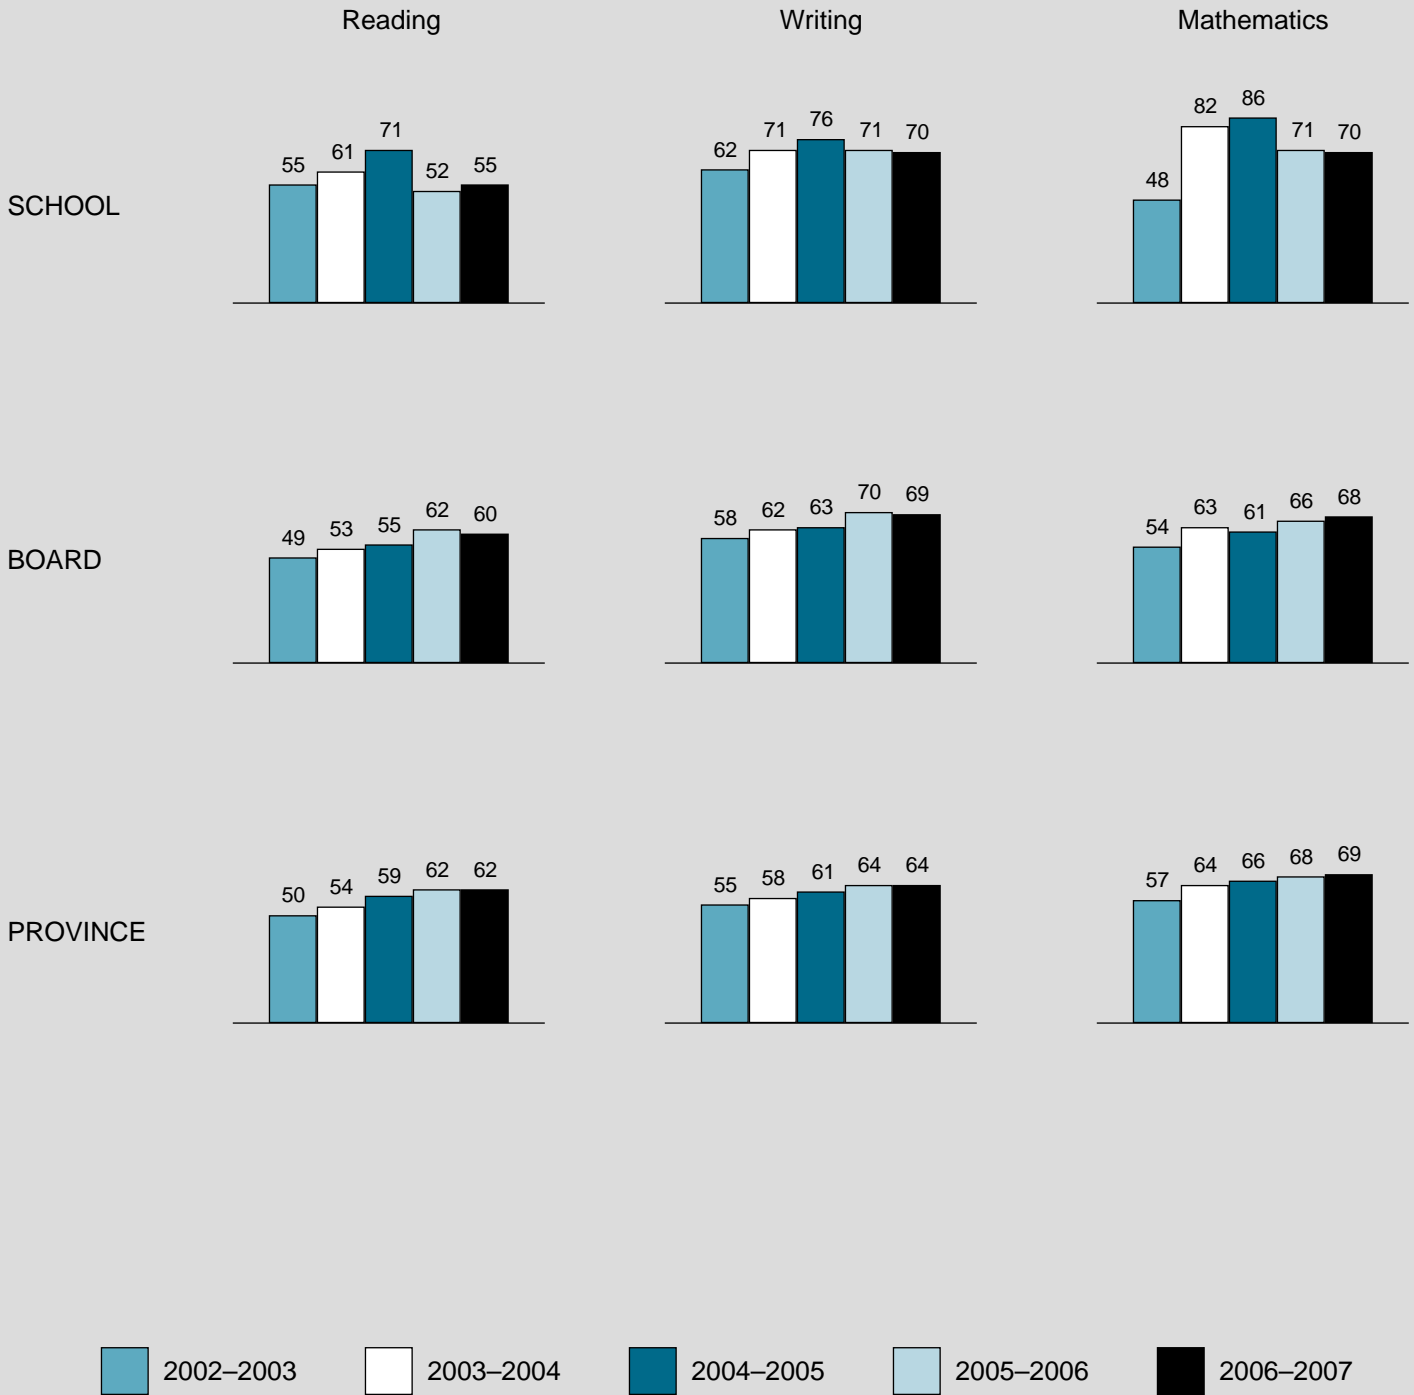 Reading Writing Mathematics
SCHOOL
55 61 71 52 55
62 71 76 71 70
48 82 86 71 70
BOARD
49 53 55 62 60
58 62 63 70 69
54 63 61 66 68
PROVINCE
50 54 59 62 62
55 58 61 64 64
57 64 66 68 69
2002–2003 2003–2004 2004–2005 2005–2006 2006–2007